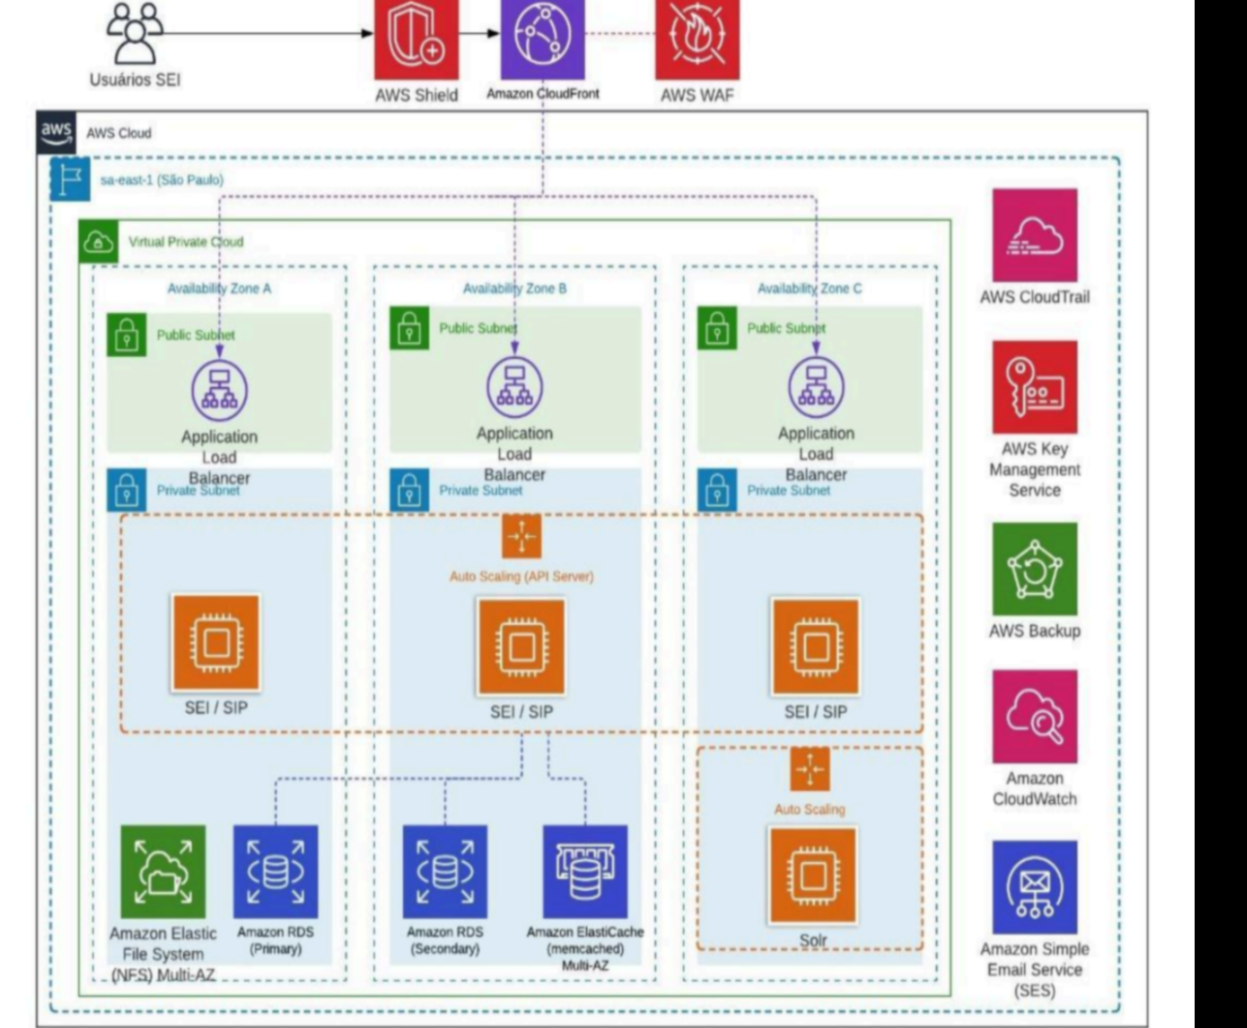 Usuários SEI
AWS Shield
Amazon CloudFront
AWS WAF
aws
AWS Cloud
sa-east-1 (São Paulo)
Virtual Private Cloud
Availability Zone A
Availability Zone B
Availability Zone C
Public Subnet
Public Subnet
Public Subnet
Application
Load
Balancer
Application
Load
Balancer
Application
Load
Balancer
Private Subnet
Private Subnet
Private Subnet
Auto Scaling (API Server)
SEI / SIP
SEI / SIP
SEI / SIP
Auto Scaling
Solr
Amazon Elastic
File System
(NFS) Multi-AZ
Amazon RDS
(Primary)
Amazon RDS
(Secondary)
Amazon ElastiCache
(memcached)
Multi-AZ
AWS CloudTrail
AWS Key
Management
Service
AWS Backup
Amazon
CloudWatch
Amazon Simple
Email Service
(SES)